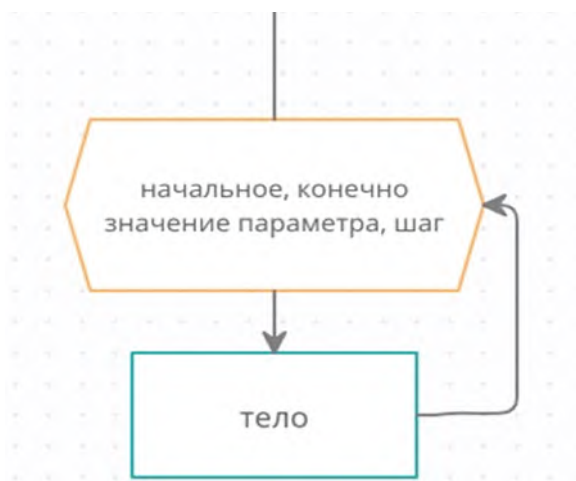 начальное, конечно
значение параметра, шаг
тело